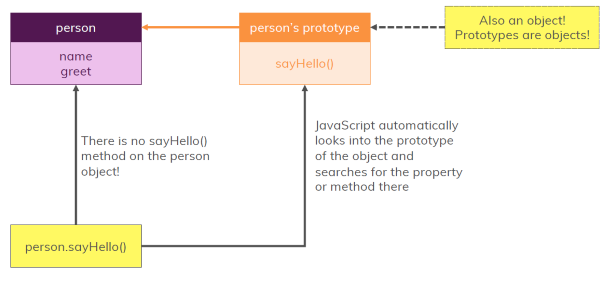 person
name
greet
person's prototype
sayHello()
Also an object!
Prototypes are objects!
There is no sayHello()
method on the person
object!
JavaScript automatically
looks into the prototype
of the object and
searches for the property
or method there
person.sayHello()